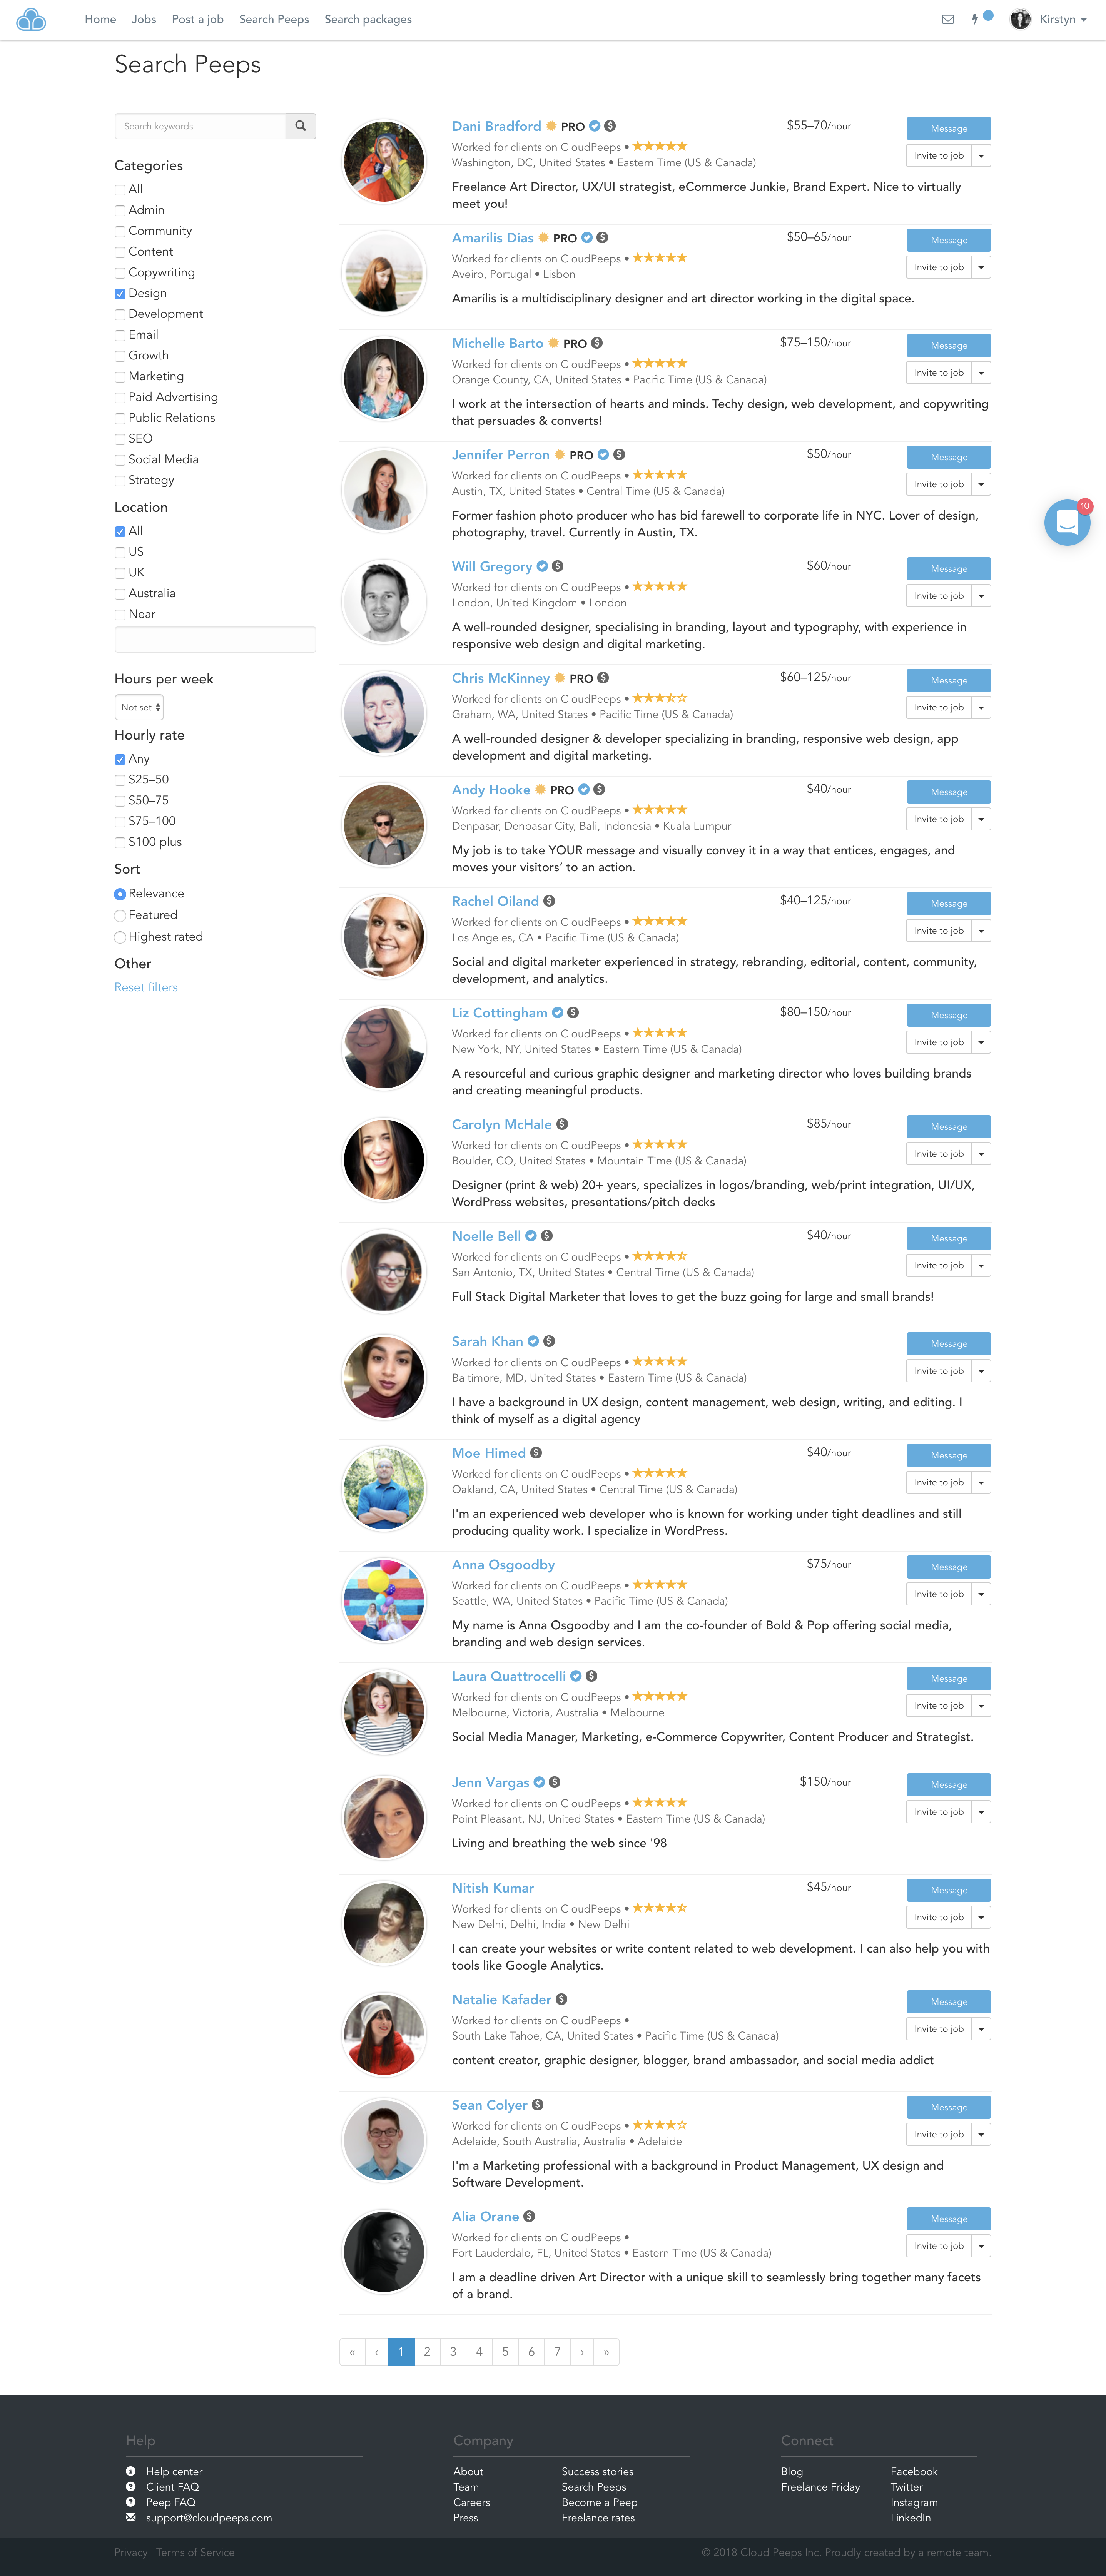 Home Jobs Post a job Search Peeps Search packages Kirstyn
Search Peeps
Search keywords
Categories
All
Admin
Community
Content
Copywriting
Design
Development
Email
Growth
Marketing
Paid Advertising
Public Relations
SEO
Social Media
Strategy
Location
All
US
UK
Australia
Near
Hours per week
Not set
Hourly rate
Any
$25–50
$50–75
$75–100
$100 plus
Sort
Relevance
Featured
Highest rated
Other
Reset filters
Dani Bradford PRO $55–70/hour Message
Worked for clients on CloudPeeps • Invite to job
Washington, DC, United States • Eastern Time (US & Canada)
Freelance Art Director, UX/UI strategist, eCommerce Junkie, Brand Expert. Nice to virtually
meet you!
Amarilis Dias PRO $50–65/hour Message
Worked for clients on CloudPeeps • Invite to job
Aveiro, Portugal • Lisbon
Amarilis is a multidisciplinary designer and art director working in the digital space.
Michelle Barto PRO $75–150/hour Message
Worked for clients on CloudPeeps • Invite to job
Orange County, CA, United States • Pacific Time (US & Canada)
I work at the intersection of hearts and minds. Techy design, web development, and copywriting
that persuades & converts!
Jennifer Perron PRO $50/hour Message
Worked for clients on CloudPeeps • Invite to job
Austin, TX, United States • Central Time (US & Canada)
Former fashion photo producer who has bid farewell to corporate life in NYC. Lover of design,
photography, travel. Currently in Austin, TX.
10
Will Gregory $60/hour Message
Worked for clients on CloudPeeps • Invite to job
London, United Kingdom • London
A well-rounded designer, specialising in branding, layout and typography, with experience in
responsive web design and digital marketing.
Chris McKinney PRO $60–125/hour Message
Worked for clients on CloudPeeps • Invite to job
Graham, WA, United States • Pacific Time (US & Canada)
A well-rounded designer & developer specializing in branding, responsive web design, app
development and digital marketing.
Andy Hooke PRO $40/hour Message
Worked for clients on CloudPeeps • Invite to job
Denpasar, Denpasar City, Bali, Indonesia • Kuala Lumpur
My job is to take YOUR message and visually convey it in a way that entices, engages, and
moves your visitors’ to an action.
Rachel Oiland $40–125/hour Message
Worked for clients on CloudPeeps • Invite to job
Los Angeles, CA • Pacific Time (US & Canada)
Social and digital marketer experienced in strategy, rebranding, editorial, content, community,
development, and analytics.
Liz Cottingham $80–150/hour Message
Worked for clients on CloudPeeps • Invite to job
New York, NY, United States • Eastern Time (US & Canada)
A resourceful and curious graphic designer and marketing director who loves building brands
and creating meaningful products.
Carolyn McHale $85/hour Message
Worked for clients on CloudPeeps • Invite to job
Boulder, CO, United States • Mountain Time (US & Canada)
Designer (print & web) 20+ years, specializes in logos/branding, web/print integration, UI/UX,
WordPress websites, presentations/pitch decks
Noelle Bell $40/hour Message
Worked for clients on CloudPeeps • Invite to job
San Antonio, TX, United States • Central Time (US & Canada)
Full Stack Digital Marketer that loves to get the buzz going for large and small brands!
Sarah Khan Message
Worked for clients on CloudPeeps • Invite to job
Baltimore, MD, United States • Eastern Time (US & Canada)
I have a background in UX design, content management, web design, writing, and editing. I
think of myself as a digital agency
Moe Himed $40/hour Message
Worked for clients on CloudPeeps • Invite to job
Oakland, CA, United States • Central Time (US & Canada)
I'm an experienced web developer who is known for working under tight deadlines and still
producing quality work. I specialize in WordPress.
Anna Osgoodby $75/hour Message
Worked for clients on CloudPeeps • Invite to job
Seattle, WA, United States • Pacific Time (US & Canada)
My name is Anna Osgoodby and I am the co-founder of Bold & Pop offering social media,
branding and web design services.
Laura Quattrocelli Message
Worked for clients on CloudPeeps • Invite to job
Melbourne, Victoria, Australia • Melbourne
Social Media Manager, Marketing, e-Commerce Copywriter, Content Producer and Strategist.
Jenn Vargas $150/hour Message
Worked for clients on CloudPeeps • Invite to job
Point Pleasant, NJ, United States • Eastern Time (US & Canada)
Living and breathing the web since '98
Nitish Kumar $45/hour Message
Worked for clients on CloudPeeps • Invite to job
New Delhi, Delhi, India • New Delhi
I can create your websites or write content related to web development. I can also help you with
tools like Google Analytics.
Natalie Kafader Message
Worked for clients on CloudPeeps • Invite to job
South Lake Tahoe, CA, United States • Pacific Time (US & Canada)
content creator, graphic designer, blogger, brand ambassador, and social media addict
Sean Colyer Message
Worked for clients on CloudPeeps • Invite to job
Adelaide, South Australia, Australia • Adelaide
I'm a Marketing professional with a background in Product Management, UX design and
Software Development.
Alia Orane Message
Worked for clients on CloudPeeps • Invite to job
Fort Lauderdale, FL, United States • Eastern Time (US & Canada)
I am a deadline driven Art Director with a unique skill to seamlessly bring together many facets
of a brand.
« ‹ 1 2 3 4 5 6 7 › »
Help
Help center
Client FAQ
Peep FAQ
support@cloudpeeps.com
Company
About Success stories
Team Search Peeps
Careers Become a Peep
Press Freelance rates
Connect
Blog Facebook
Freelance Friday Twitter
Instagram
LinkedIn
Privacy | Terms of Service © 2018 Cloud Peeps Inc. Proudly created by a remote team.